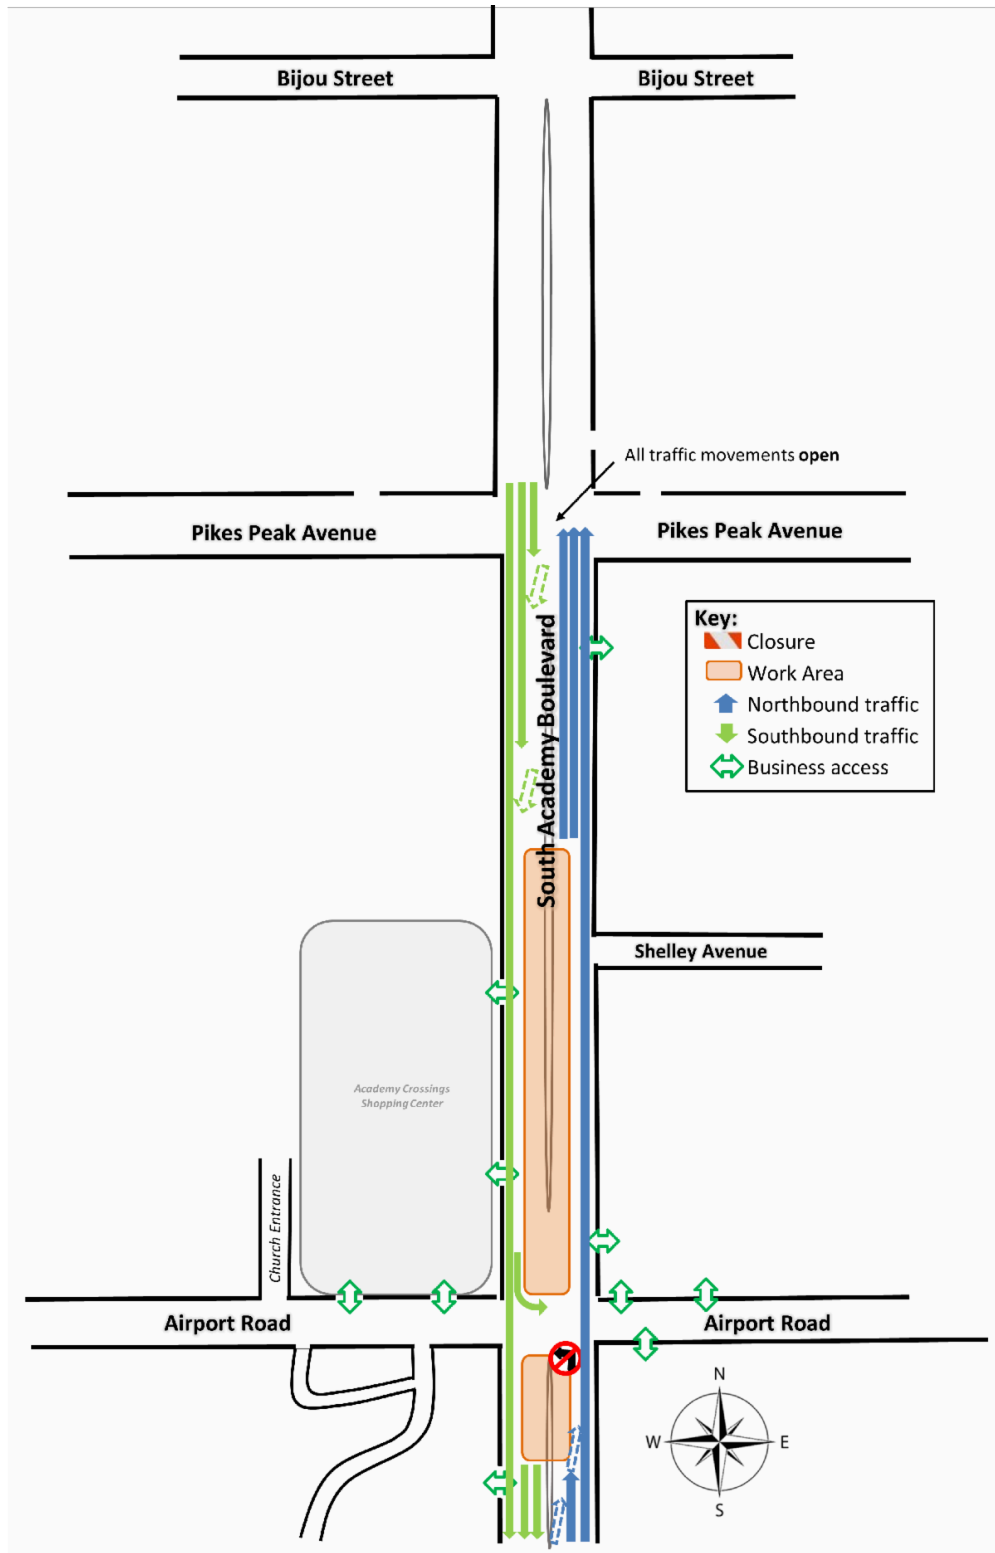 Bijou Street
Bijou Street
All traffic movements open
Pikes Peak Avenue
Pikes Peak Avenue
Key:
Closure
Work Area
Northbound traffic
Southbound traffic
Business access
South Academy Boulevard
Shelley Avenue
Academy Crossings
Shopping Center
Church Entrance
Airport Road
Airport Road
N
W
E
S